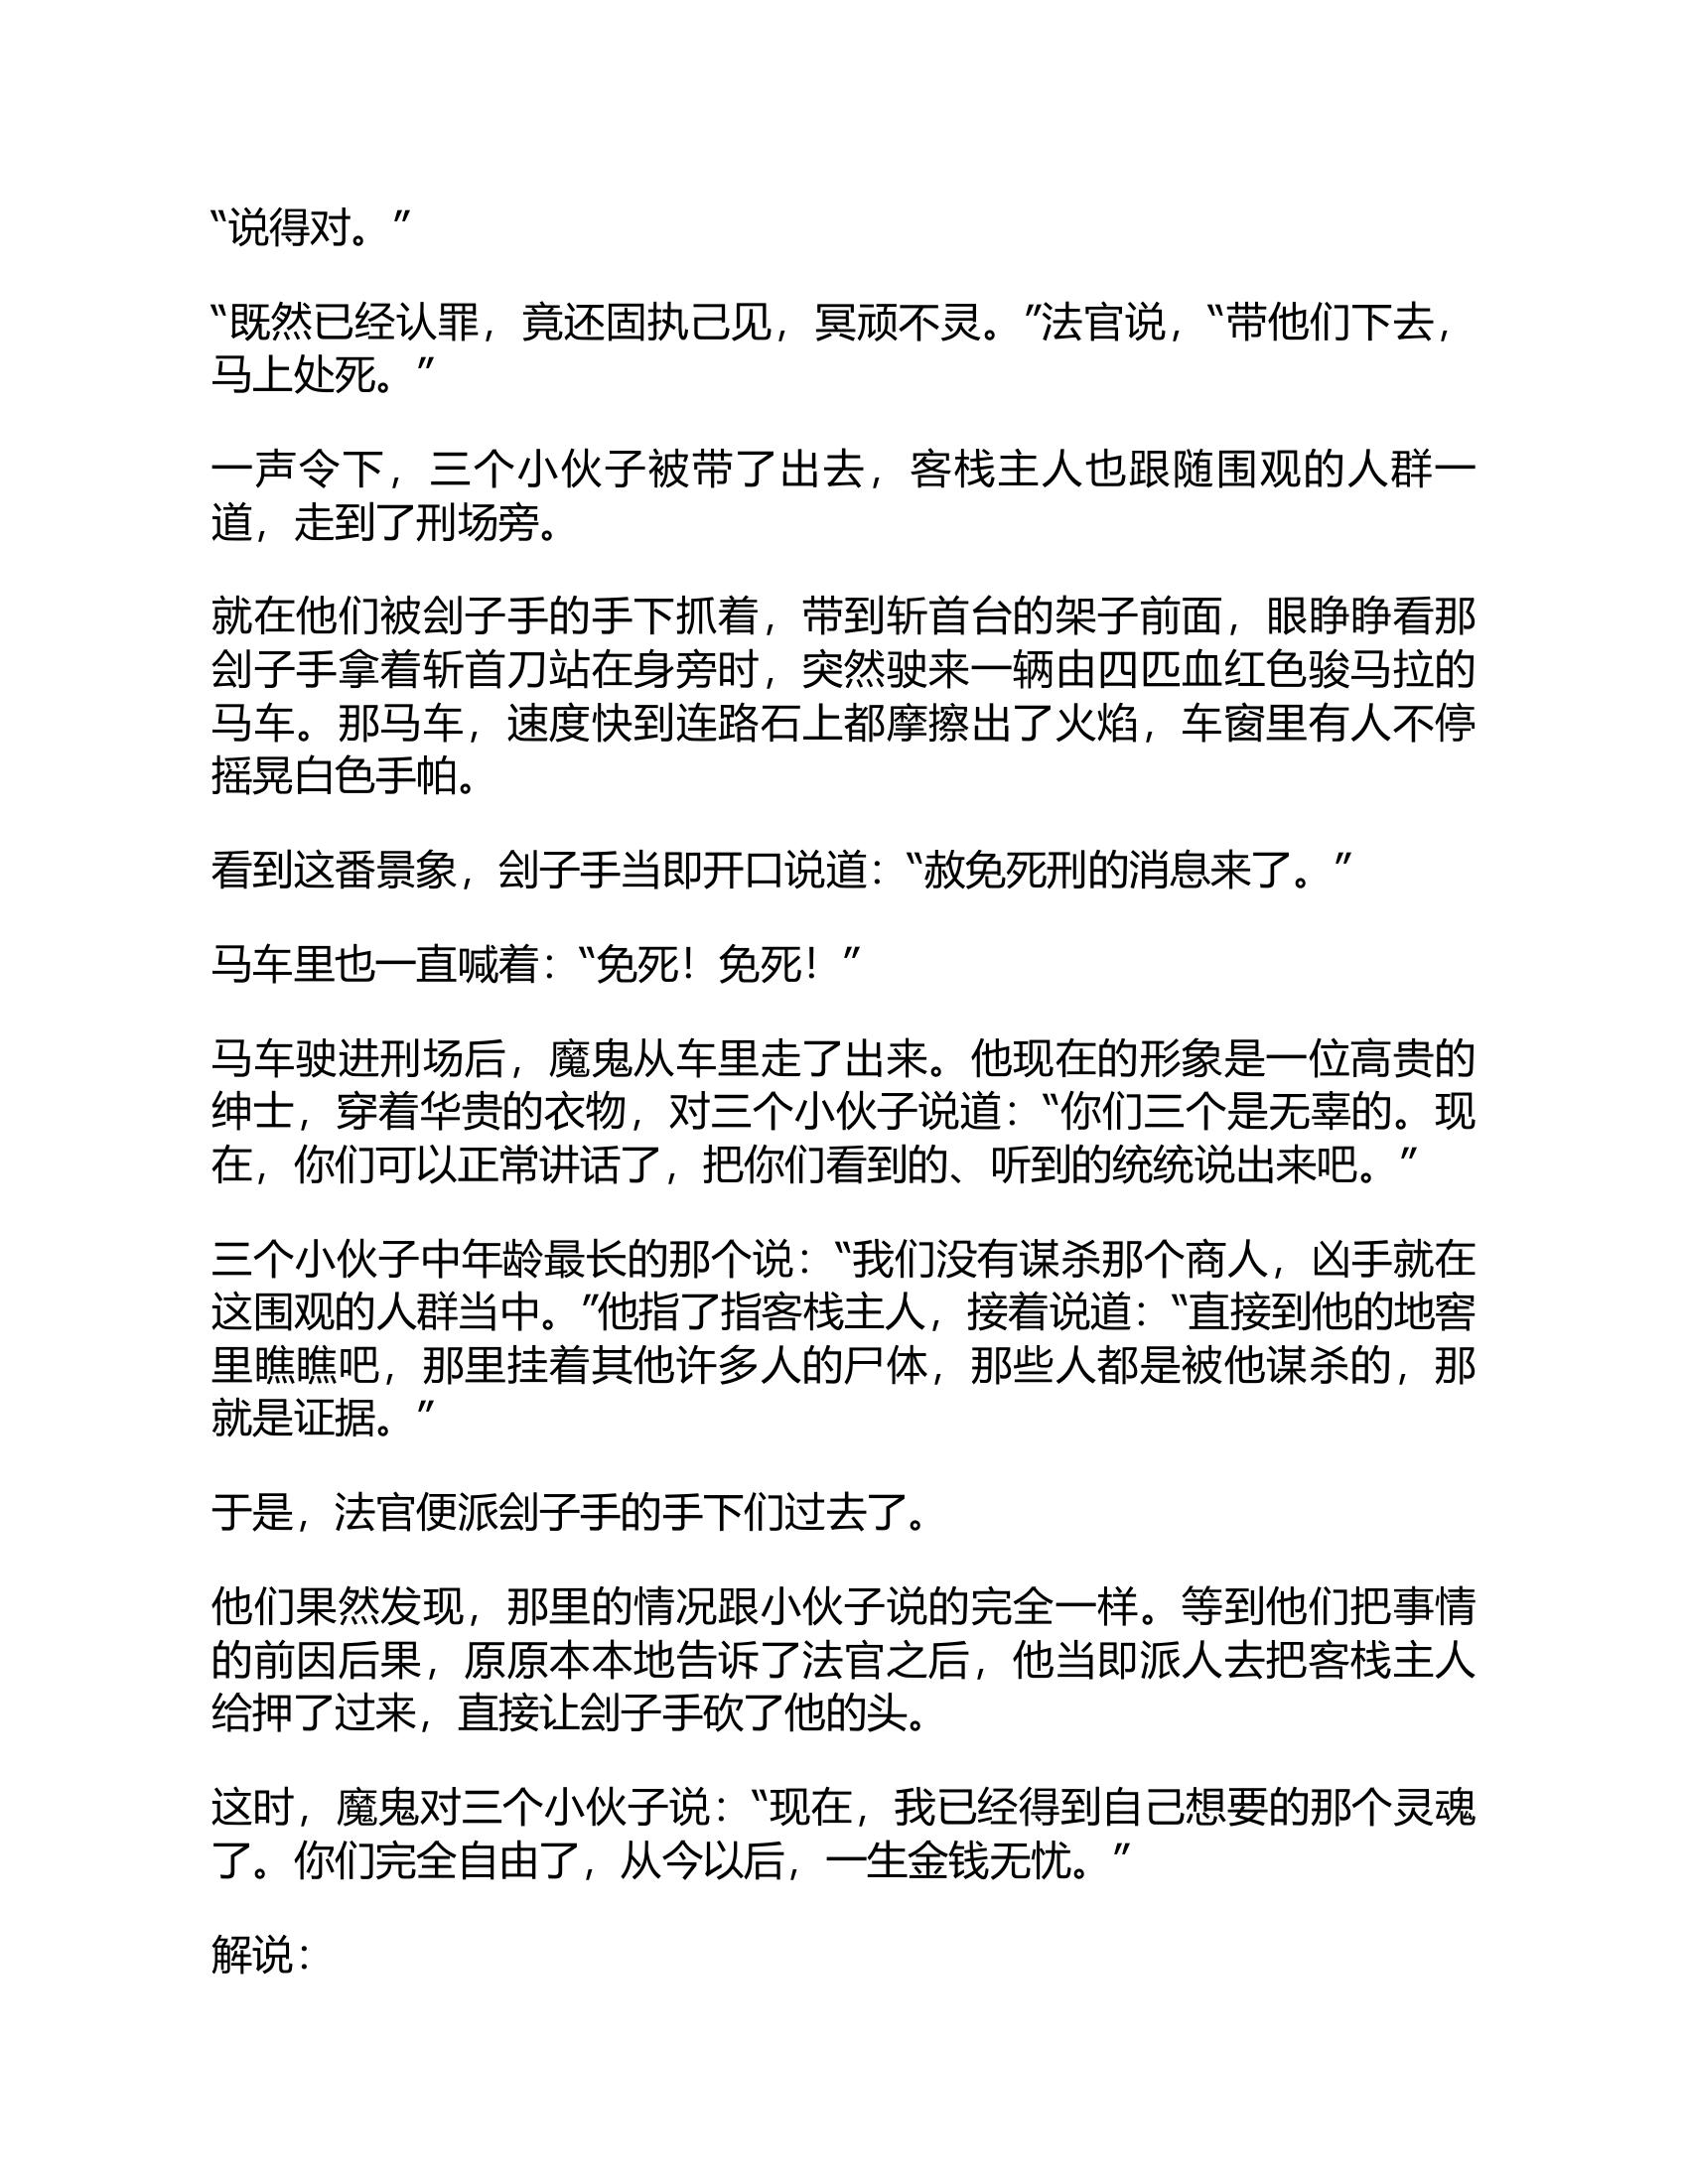 “说得对。”
“既然已经认罪，竟还固执己见，冥顽不灵。”法官说，“带他们下去，
马上处死。”
一声令下，三个小伙子被带了出去，客栈主人也跟随围观的人群一
道，走到了刑场旁。
就在他们被刽子手的手下抓着，带到斩首台的架子前面，眼睁睁看那
刽子手拿着斩首刀站在身旁时，突然驶来一辆由四匹血红色骏马拉的
马车。那马车，速度快到连路石上都摩擦出了火焰，车窗里有人不停
摇晃白色手帕。
看到这番景象，刽子手当即开口说道：“赦免死刑的消息来了。”
马车里也一直喊着：“免死！免死！”
马车驶进刑场后，魔鬼从车里走了出来。他现在的形象是一位高贵的
绅士，穿着华贵的衣物，对三个小伙子说道：“你们三个是无辜的。现
在，你们可以正常讲话了，把你们看到的、听到的统统说出来吧。”
三个小伙子中年龄最长的那个说：“我们没有谋杀那个商人，凶手就在
这围观的人群当中。”他指了指客栈主人，接着说道：“直接到他的地窖
里瞧瞧吧，那里挂着其他许多人的尸体，那些人都是被他谋杀的，那
就是证据。”
于是，法官便派刽子手的手下们过去了。
他们果然发现，那里的情况跟小伙子说的完全一样。等到他们把事情
的前因后果，原原本本地告诉了法官之后，他当即派人去把客栈主人
给押了过来，直接让刽子手砍了他的头。
这时，魔鬼对三个小伙子说：“现在，我已经得到自己想要的那个灵魂
了。你们完全自由了，从今以后，一生金钱无忧。”
解说：